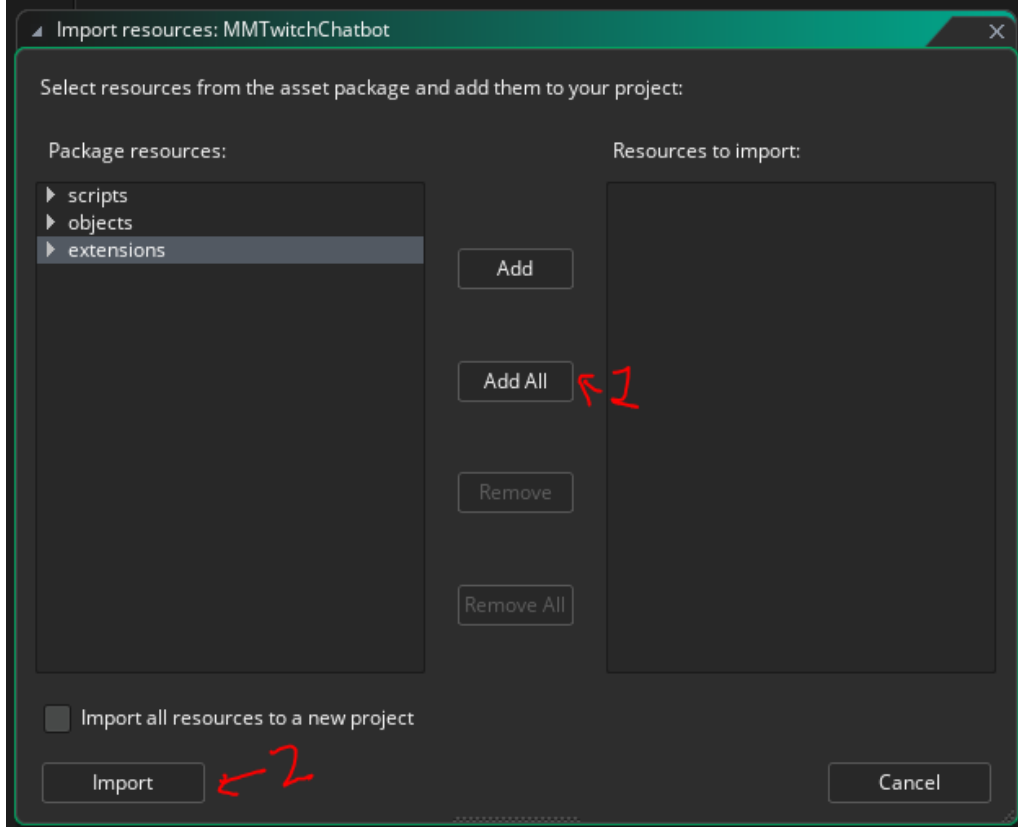 Import resources: MMTwitchChatbot
Select resources from the asset package and add them to your project:
Package resources:
Resources to import:
scripts
objects
extensions
Add
Add All
1
Remove
Remove All
Import all resources to a new project
Import
2
Cancel